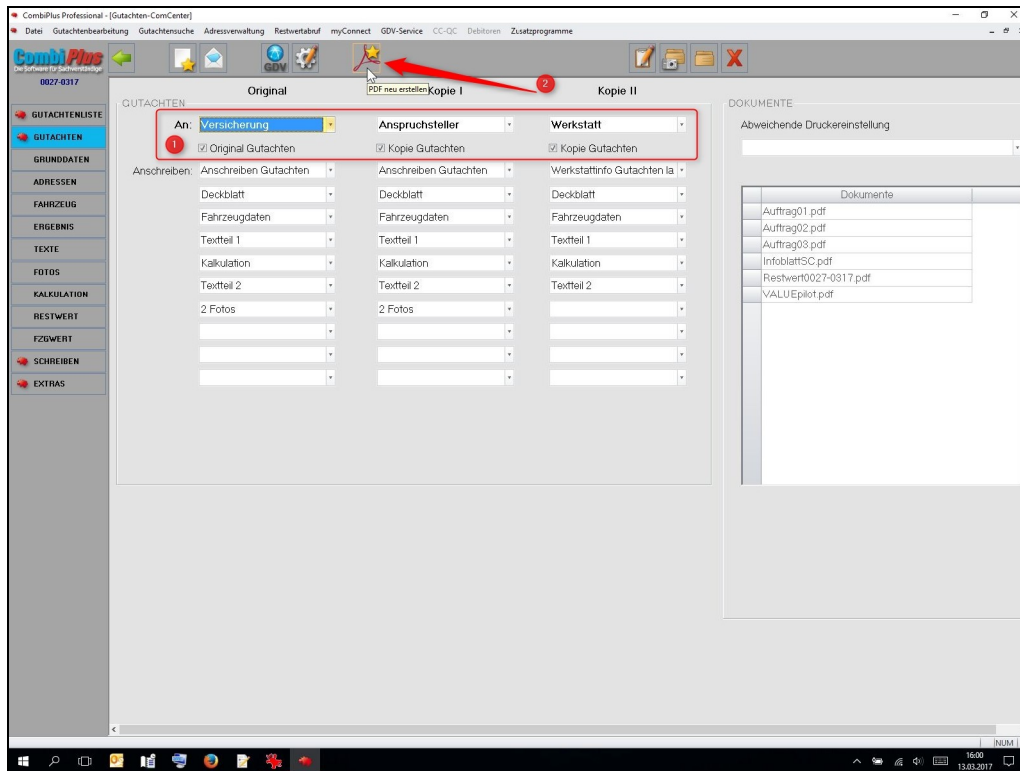 CombiPlus Professional - [Gutachten-ComCenter]
Datei Gutachtenbearbeitung Gutachtensuche Adressverwaltung Restwertabruf myConnect GDV-Service CC-QC Debitoren Zusatzprogramme
CombiPlus
Die Software für Sachverständige
GDV
0027-0317
PDF neu erstellen
2
Original Kopie I Kopie II
GUTACHTENLISTE
GUTACHTEN
GRUNDDATEN
ADRESSEN
FAHRZEUG
ERGEBNIS
TEXTE
FOTOS
KALKULATION
RESTWERT
FZGWERT
SCHREIBEN
EXTRAS
GUTACHTEN
An: Versicherung Anspruchsteller Werkstatt
1
Original Gutachten Kopie Gutachten Kopie Gutachten
Anschreiben: Anschreiben Gutachten Anschreiben Gutachten Werkstattinfo Gutachten la
Deckblatt Deckblatt Deckblatt
Fahrzeugdaten Fahrzeugdaten Fahrzeugdaten
Textteil 1 Textteil 1 Textteil 1
Kalkulation Kalkulation Kalkulation
Textteil 2 Textteil 2 Textteil 2
2 Fotos 2 Fotos
DOKUMENTE
Abweichende Druckereinstellung
Dokumente
Auftrag01.pdf
Auftrag02.pdf
Auftrag03.pdf
InfoblattSC.pdf
Restwert0027-0317.pdf
VALUEpilot.pdf
NUM
16:00
13.03.2017